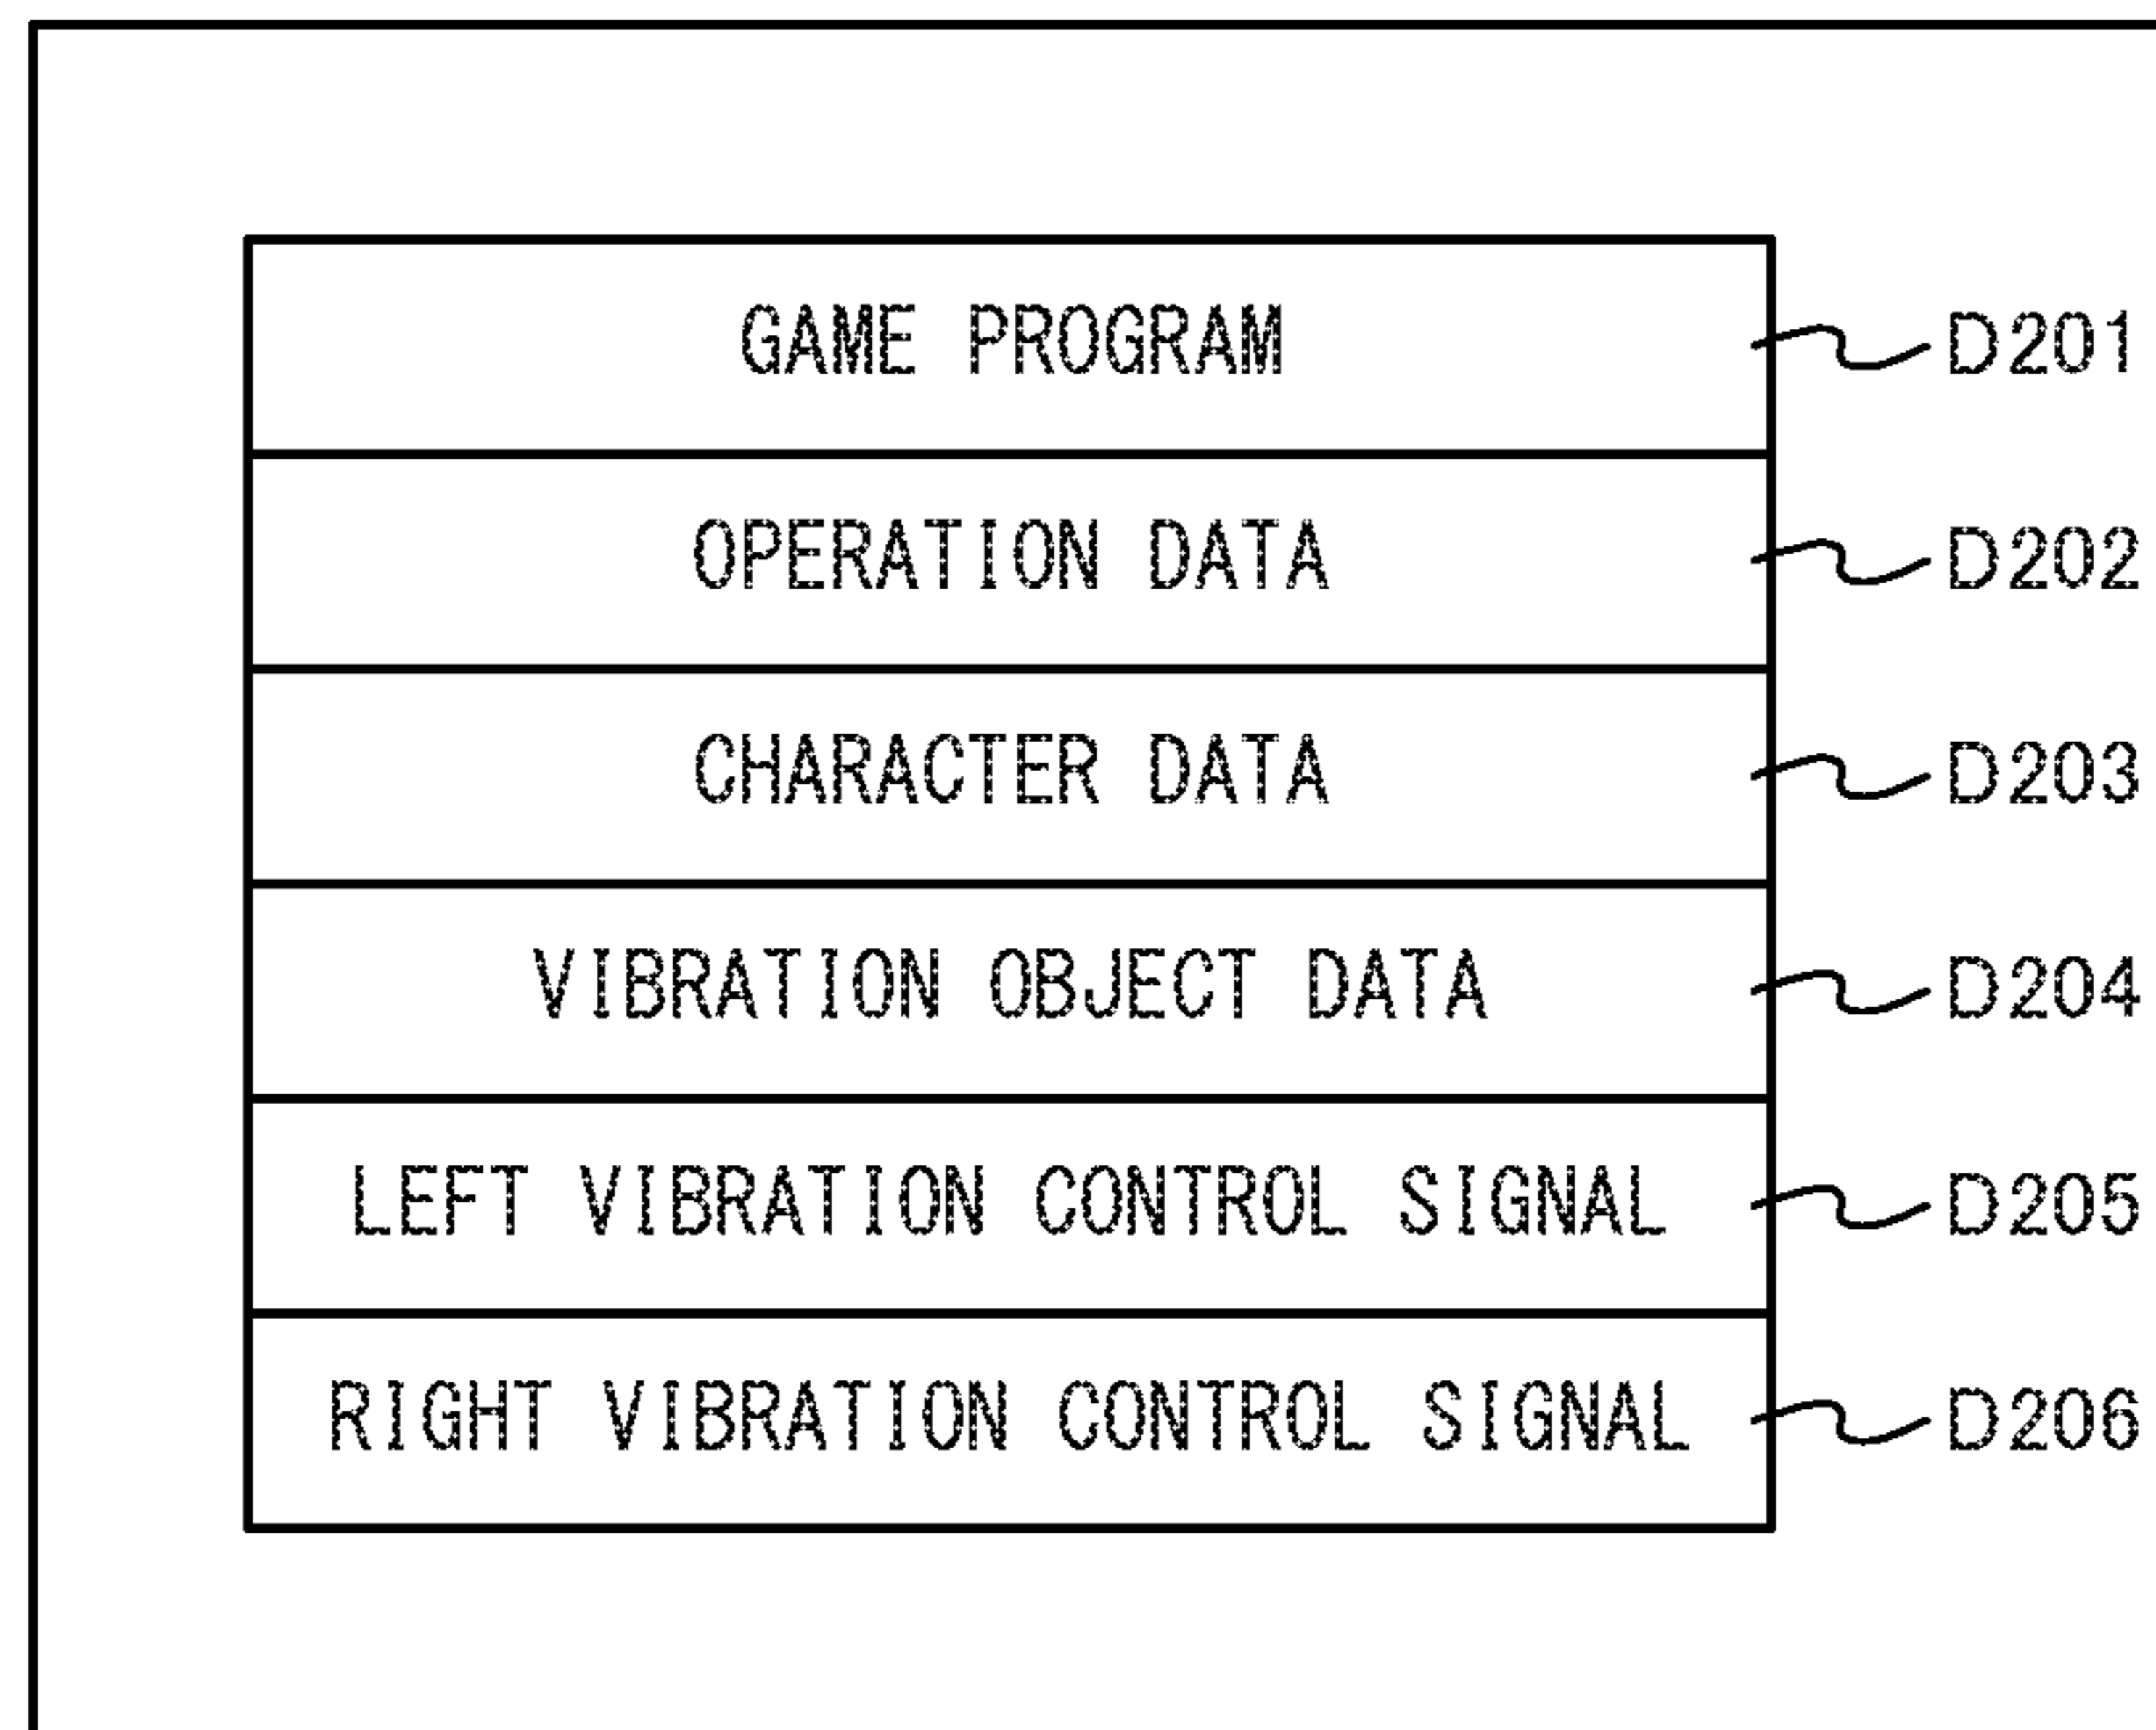 GAME PROGRAM D201
OPERATION DATA D202
CHARACTER DATA D203
VIBRATION OBJECT DATA D204
LEFT VIBRATION CONTROL SIGNAL D205
RIGHT VIBRATION CONTROL SIGNAL D206